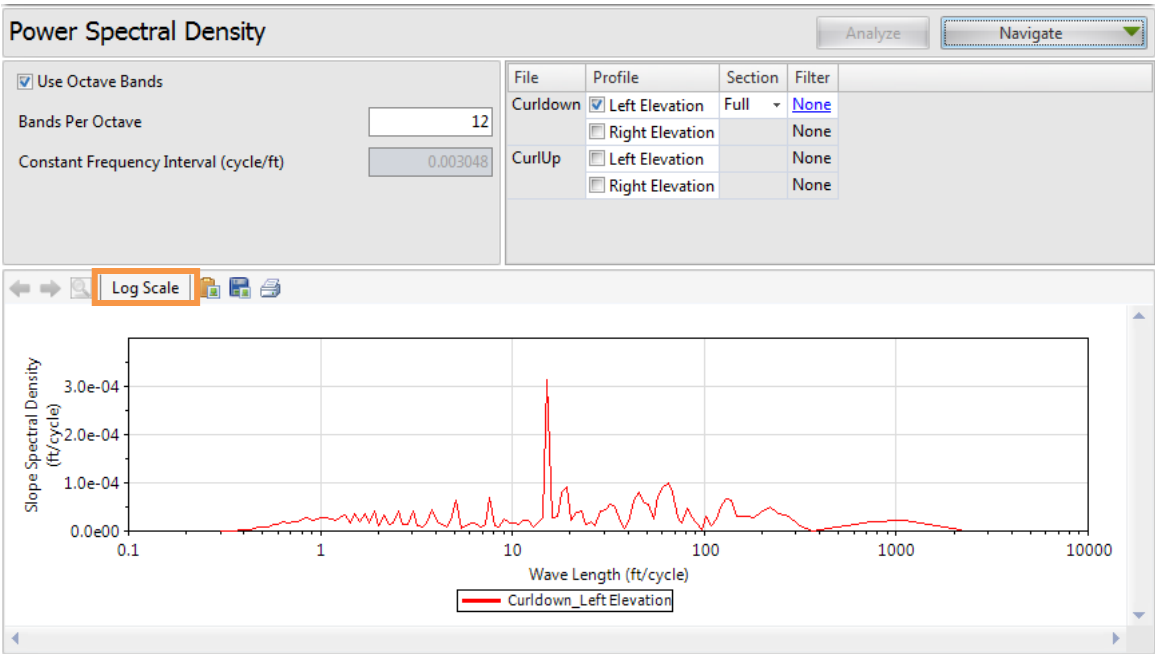 Power Spectral Density
Analyze
Navigate
Use Octave Bands
Bands Per Octave
12
Constant Frequency Interval (cycle/ft)
0.003048
File Profile Section Filter
Curldown Left Elevation Full None
Right Elevation None
CurlUp Left Elevation None
Right Elevation None
Log Scale
Slope Spectral Density
(ft/cycle)
3.0e-04
2.0e-04
1.0e-04
0.0e00
0.1 1 10 100 1000 10000
Wave Length (ft/cycle)
Curldown_Left Elevation